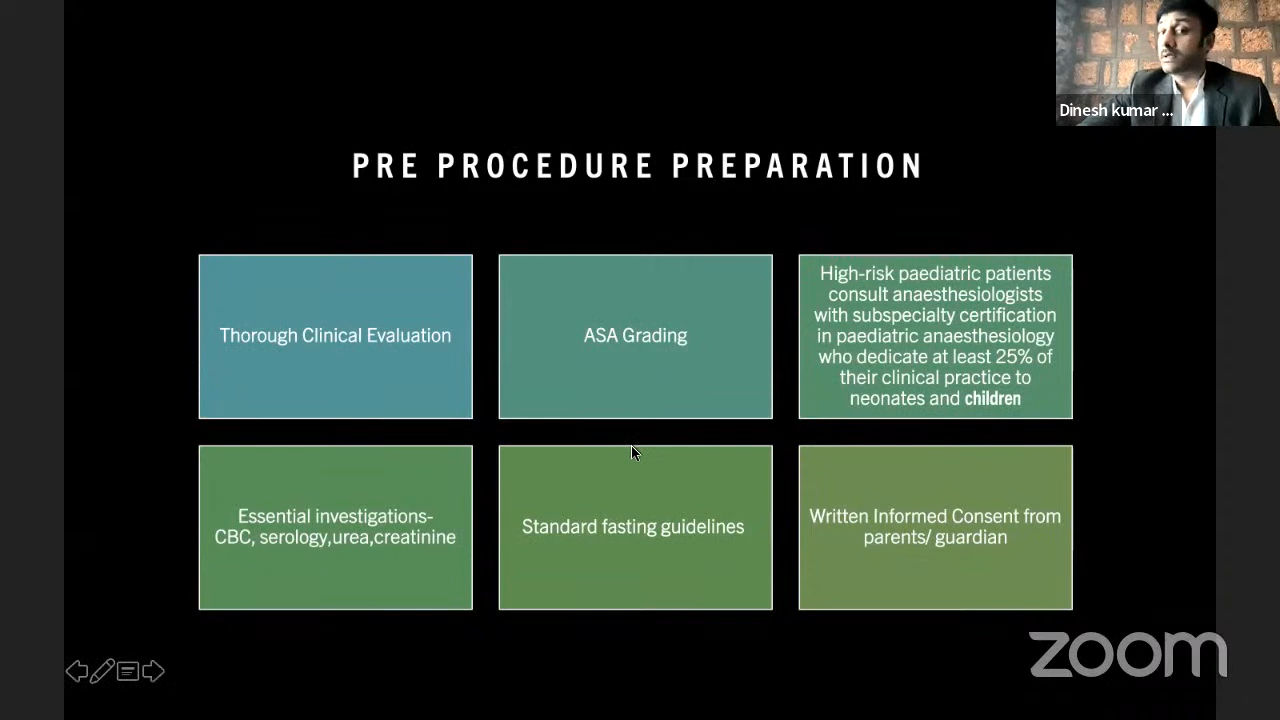 Dinesh kumar ...
PRE PROCEDURE PREPARATION
Thorough Clinical Evaluation
ASA Grading
High-risk paediatric patients
consult anaesthesiologists
with subspecialty certification
in paediatric anaesthesiology
who dedicate at least 25% of
their clinical practice to
neonates and children
Essential investigations-
CBC, serology,urea,creatinine
Standard fasting guidelines
Written Informed Consent from
parents/ guardian
zoom